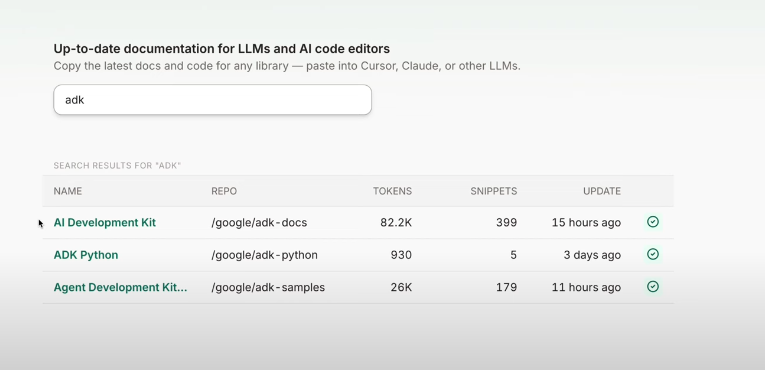 Up-to-date documentation for LLMs and AI code editors
Copy the latest docs and code for any library — paste into Cursor, Claude, or other LLMs.
adk
SEARCH RESULTS FOR "ADK"
NAME REPO TOKENS SNIPPETS UPDATE
AI Development Kit /google/adk-docs 82.2K 399 15 hours ago
ADK Python /google/adk-python 930 5 3 days ago
Agent Development Kit... /google/adk-samples 26K 179 11 hours ago